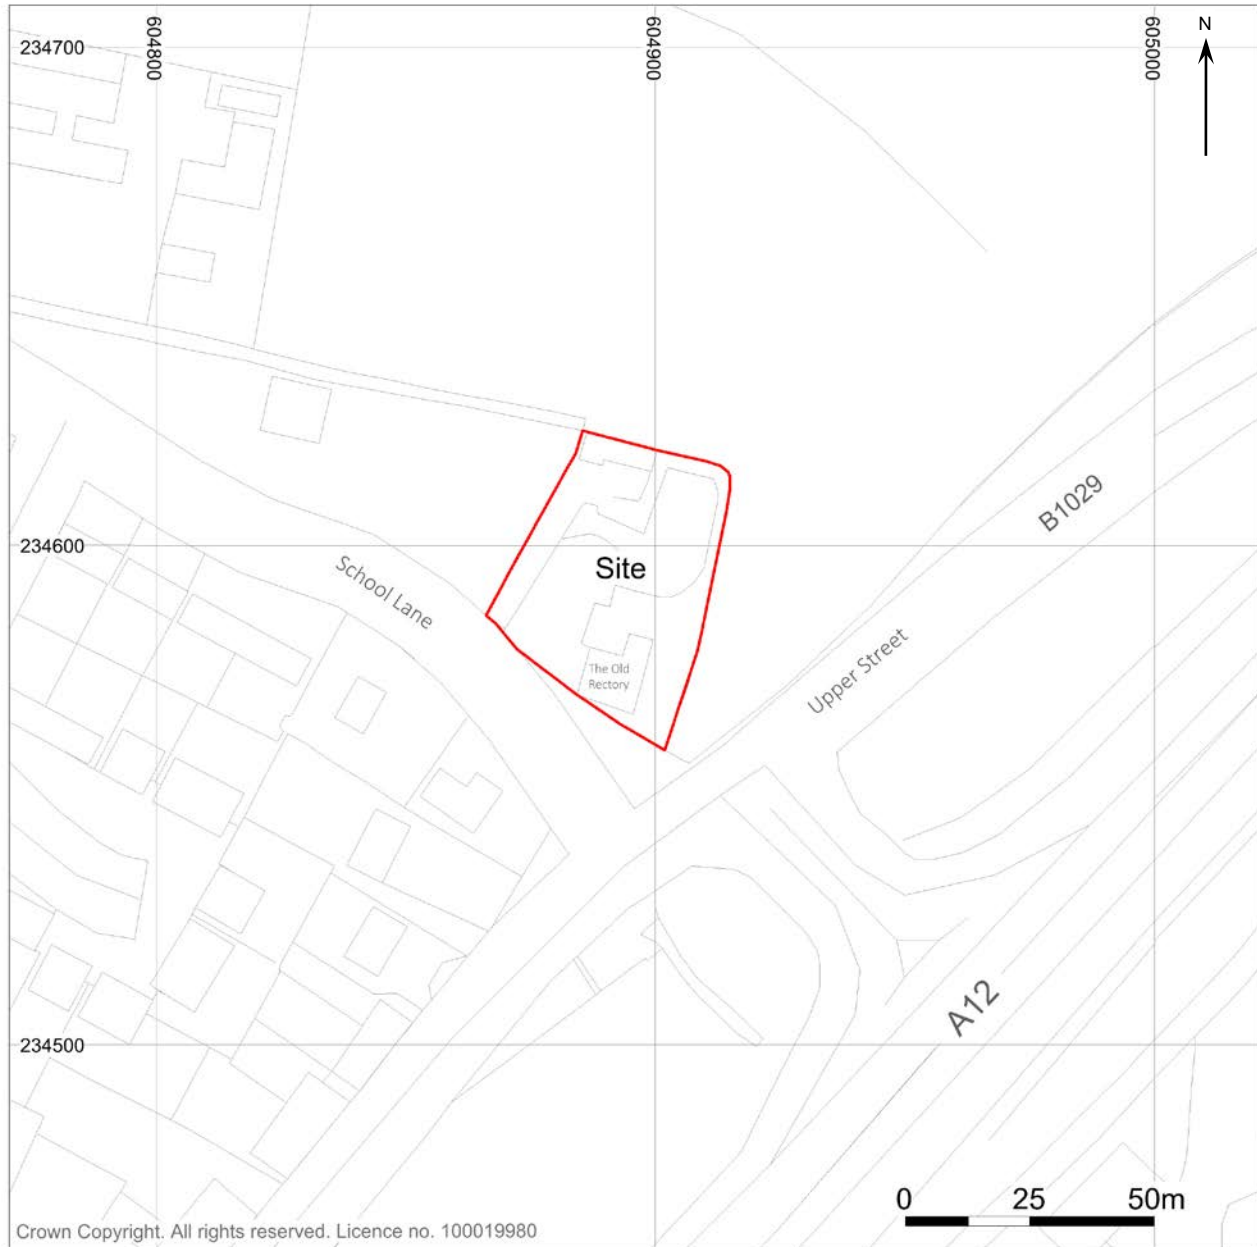 604800
604900
605000
N
234700
B1029
234600
School Lane
Site
The Old
Rectory
Upper Street
A12
234500
0 25 50m
Crown Copyright. All rights reserved. Licence no. 100019980